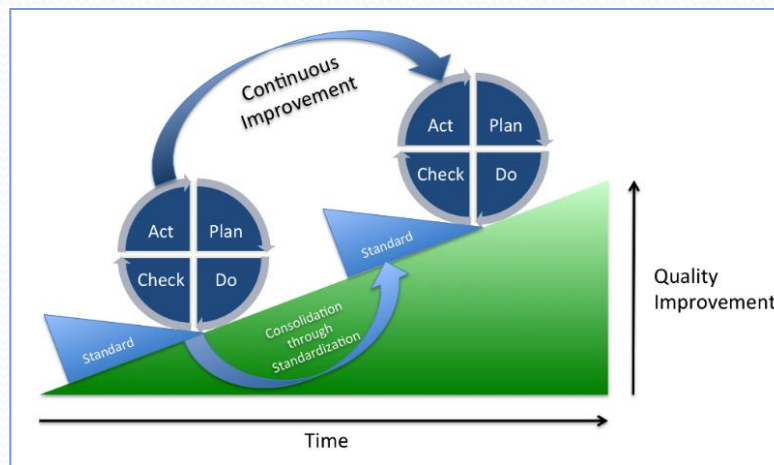 Continuous
Improvement
Act
Plan
Check
Do
Act
Plan
Check
Do
Standard
Standard
Consolidation
through
Standardization
Quality
Improvement
Time